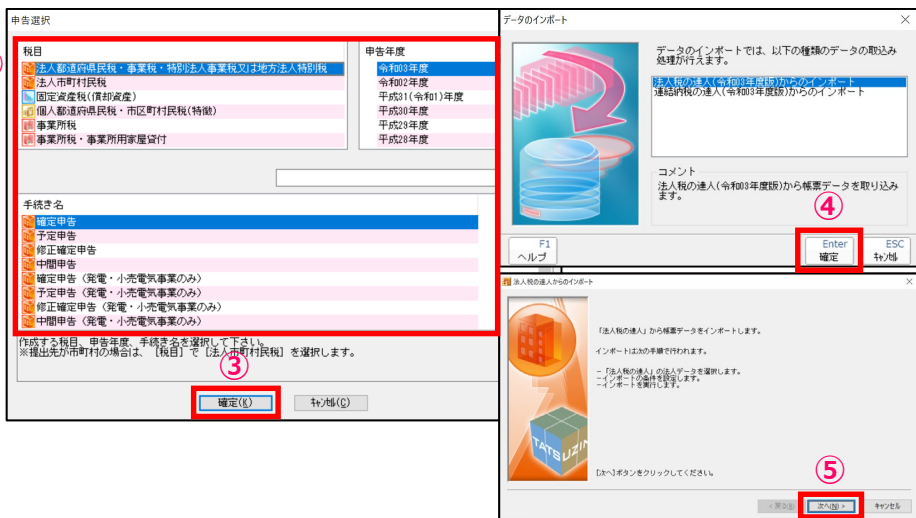 申告選択
税目
法人都道府県民税・事業税・特別法人事業税又は地方法人特別税
法人市町村民税
固定資産税(償却資産)
個人都道府県民税・市区町村民税(特徴)
事業所税
事業所税・事業所用家屋貸付
申告年度
令和03年度
令和02年度
平成31(令和1)年度
平成30年度
平成29年度
平成28年度
手続き名
確定申告
予定申告
修正確定申告
中間申告
確定申告 (発電・小売電気事業のみ)
予定申告 (発電・小売電気事業のみ)
修正確定申告 (発電・小売電気事業のみ)
中間申告 (発電・小売電気事業のみ)
作成する税目、申告年度、手続き名を選択して下さい。
※提出先が市町村の場合は、[税目]で[法人市町村民税]を選択します。
③
確定(K)
キャンセル(C)
データのインポート
データのインポートでは、以下の種類のデータの取込み
処理が行えます。
法人税の達人(令和03年度版)からのインポート
連結納税の達人(令和03年度版)からのインポート
コメント
法人税の達人(令和03年度版)から帳票データを取り込み
ます。
④
F1
ヘルプ
Enter
確定
ESC
キャンセル
法人税の達人からのインポート
「法人税の達人」から帳票データをインポートします。
インポートは次の手順で行われます。
-「法人税の達人」の法人データを選択します。
-インポートの条件を設定します。
-インポートを実行します。
TATSUZIN
[次へ]ボタンをクリックしてください。
⑤
< 戻る(B)
次へ(N) >
キャンセル